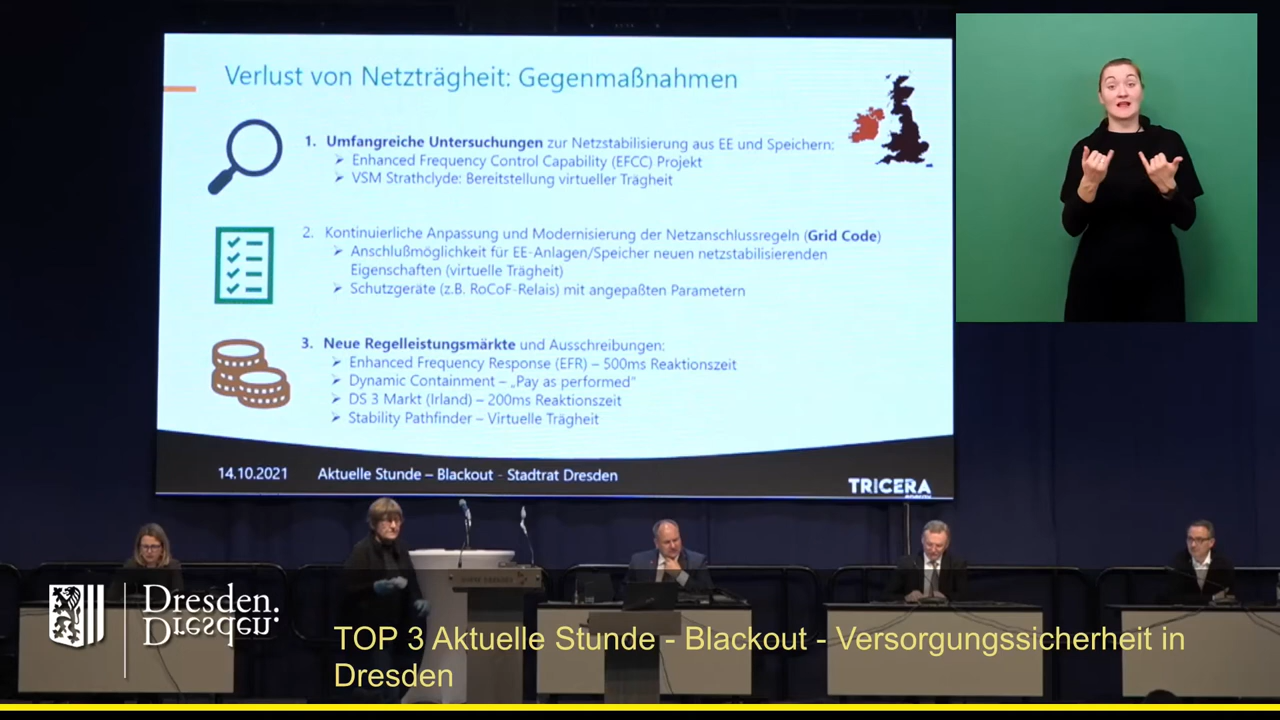 Verlust von Netzträgheit: Gegenmaßnahmen
1. Umfangreiche Untersuchungen zur Netzstabilisierung aus EE und Speichern:
➢ Enhanced Frequency Control Capability (EFCC) Projekt
➢ VSM Strathclyde: Bereitstellung virtueller Trägheit
2. Kontinuierliche Anpassung und Modernisierung der Netzanschlussregeln (Grid Code)
➢ Anschlußmöglichkeit für EE-Anlagen/Speicher neuen netzstabilisierenden
Eigenschaften (virtuelle Trägheit)
➢ Schutzgeräte (z.B. RoCoF-Relais) mit angepaßten Parametern
3. Neue Regelleistungsmärkte und Ausschreibungen:
➢ Enhanced Frequency Response (EFR) – 500ms Reaktionszeit
➢ Dynamic Containment – „Pay as performed"
➢ DS 3 Markt (Irland) – 200ms Reaktionszeit
➢ Stability Pathfinder – Virtuelle Trägheit
14.10.2021 Aktuelle Stunde – Blackout - Stadtrat Dresden
TRICERA
Dresden.
Dresden.
TOP 3 Aktuelle Stunde - Blackout - Versorgungssicherheit in
Dresden